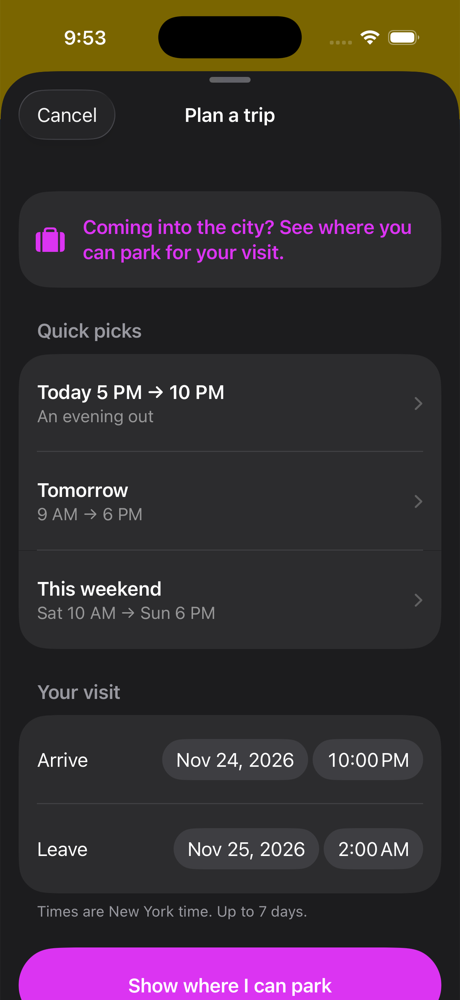 9:53
Cancel
Plan a trip
Coming into the city? See where you
can park for your visit.
Quick picks
Today 5 PM → 10 PM
An evening out
Tomorrow
9 AM → 6 PM
This weekend
Sat 10 AM → Sun 6 PM
Your visit
Arrive
Nov 24, 2026
10:00 PM
Leave
Nov 25, 2026
2:00 AM
Times are New York time. Up to 7 days.
Show where I can park